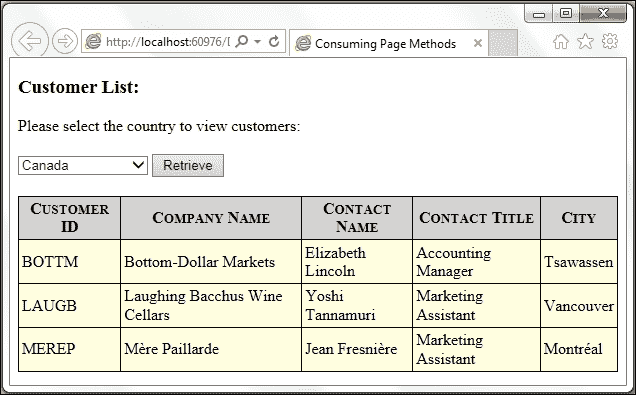 http://localhost:60976/D
Consuming Page Methods
Customer List:
Please select the country to view customers:
Canada Retrieve
CUSTOMER ID COMPANY NAME CONTACT NAME CONTACT TITLE CITY
BOTTM Bottom-Dollar Markets Elizabeth Lincoln Accounting Manager Tsawassen
LAUGB Laughing Bacchus Wine Cellars Yoshi Tannamuri Marketing Assistant Vancouver
MEREP Mère Paillarde Jean Fresnière Marketing Assistant Montréal